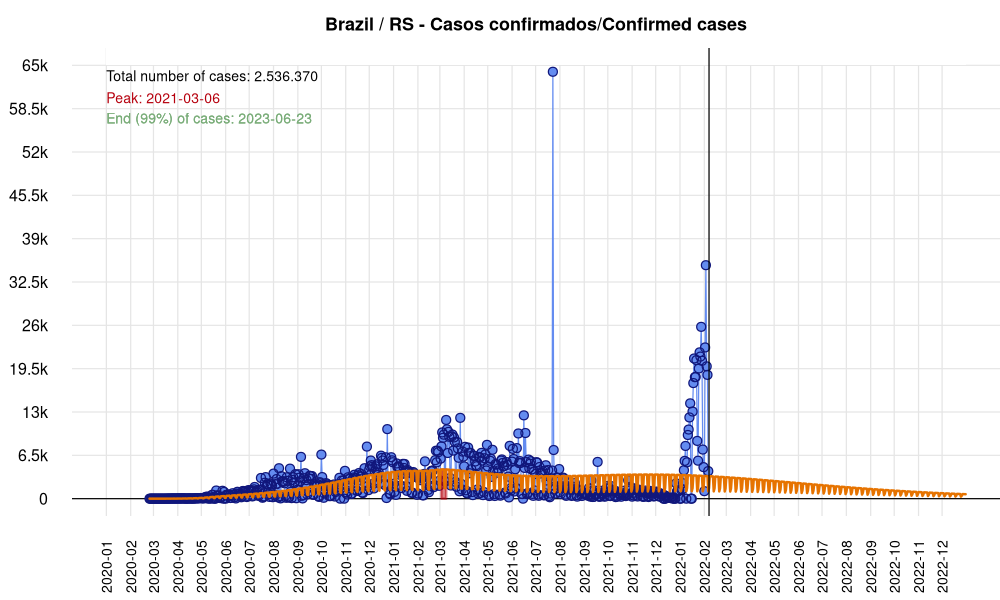 Brazil / RS - Casos confirmados/Confirmed cases
65k
Total number of cases: 2.536.370
Peak: 2021-03-06
58.5k
End (99%) of cases: 2023-06-23
52k
45.5k
39k
32.5k
26k
19.5k
13k
6.5k
0
2020-01
2020-02
2020-03
2020-04
2020-05
2020-06
2020-07
2020-08
2020-09
2020-10
2020-11
2020-12
2021-01
2021-02
2021-03
2021-04
2021-05
2021-06
2021-07
2021-08
2021-09
2021-10
2021-11
2021-12
2022-01
2022-02
2022-03
2022-04
2022-05
2022-06
2022-07
2022-08
2022-09
2022-10
2022-11
2022-12